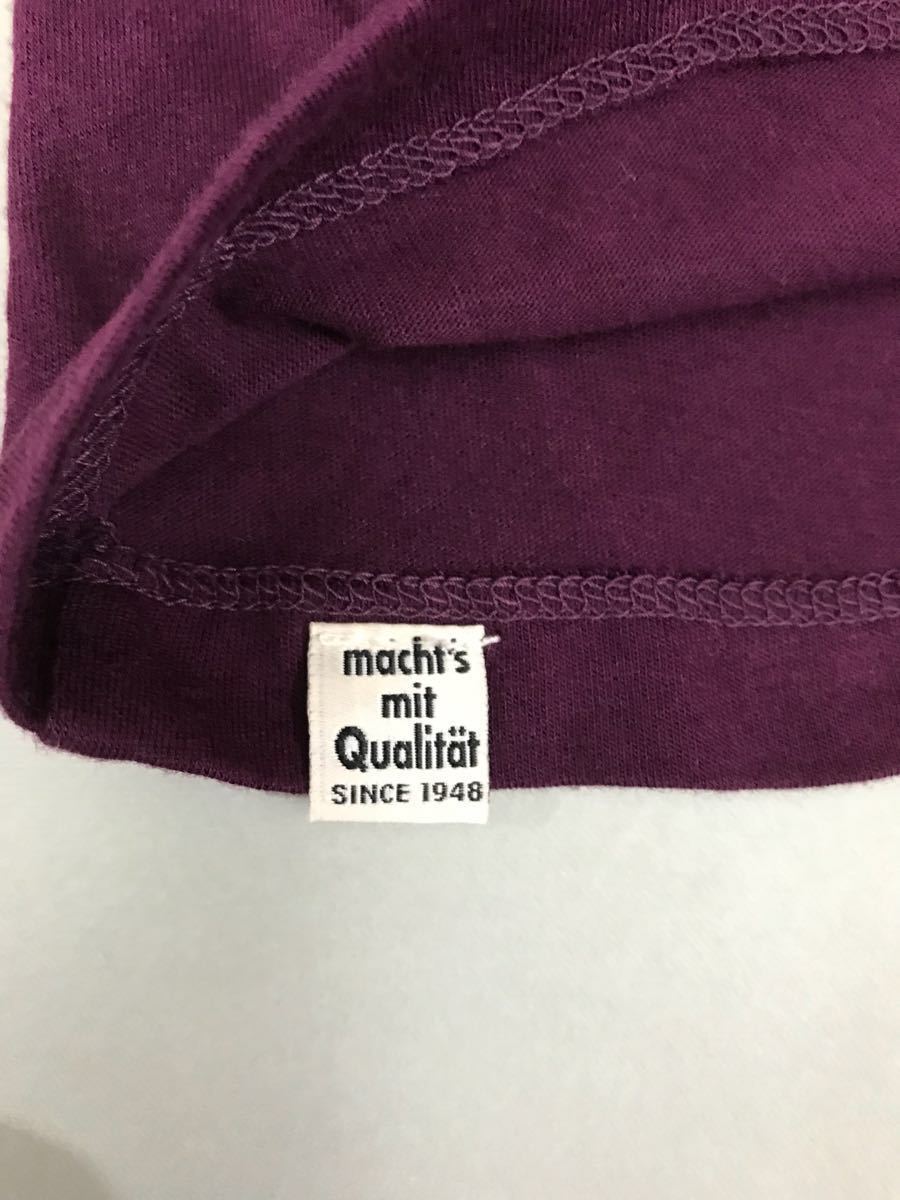 macht's
mit
Qualität
SINCE 1948